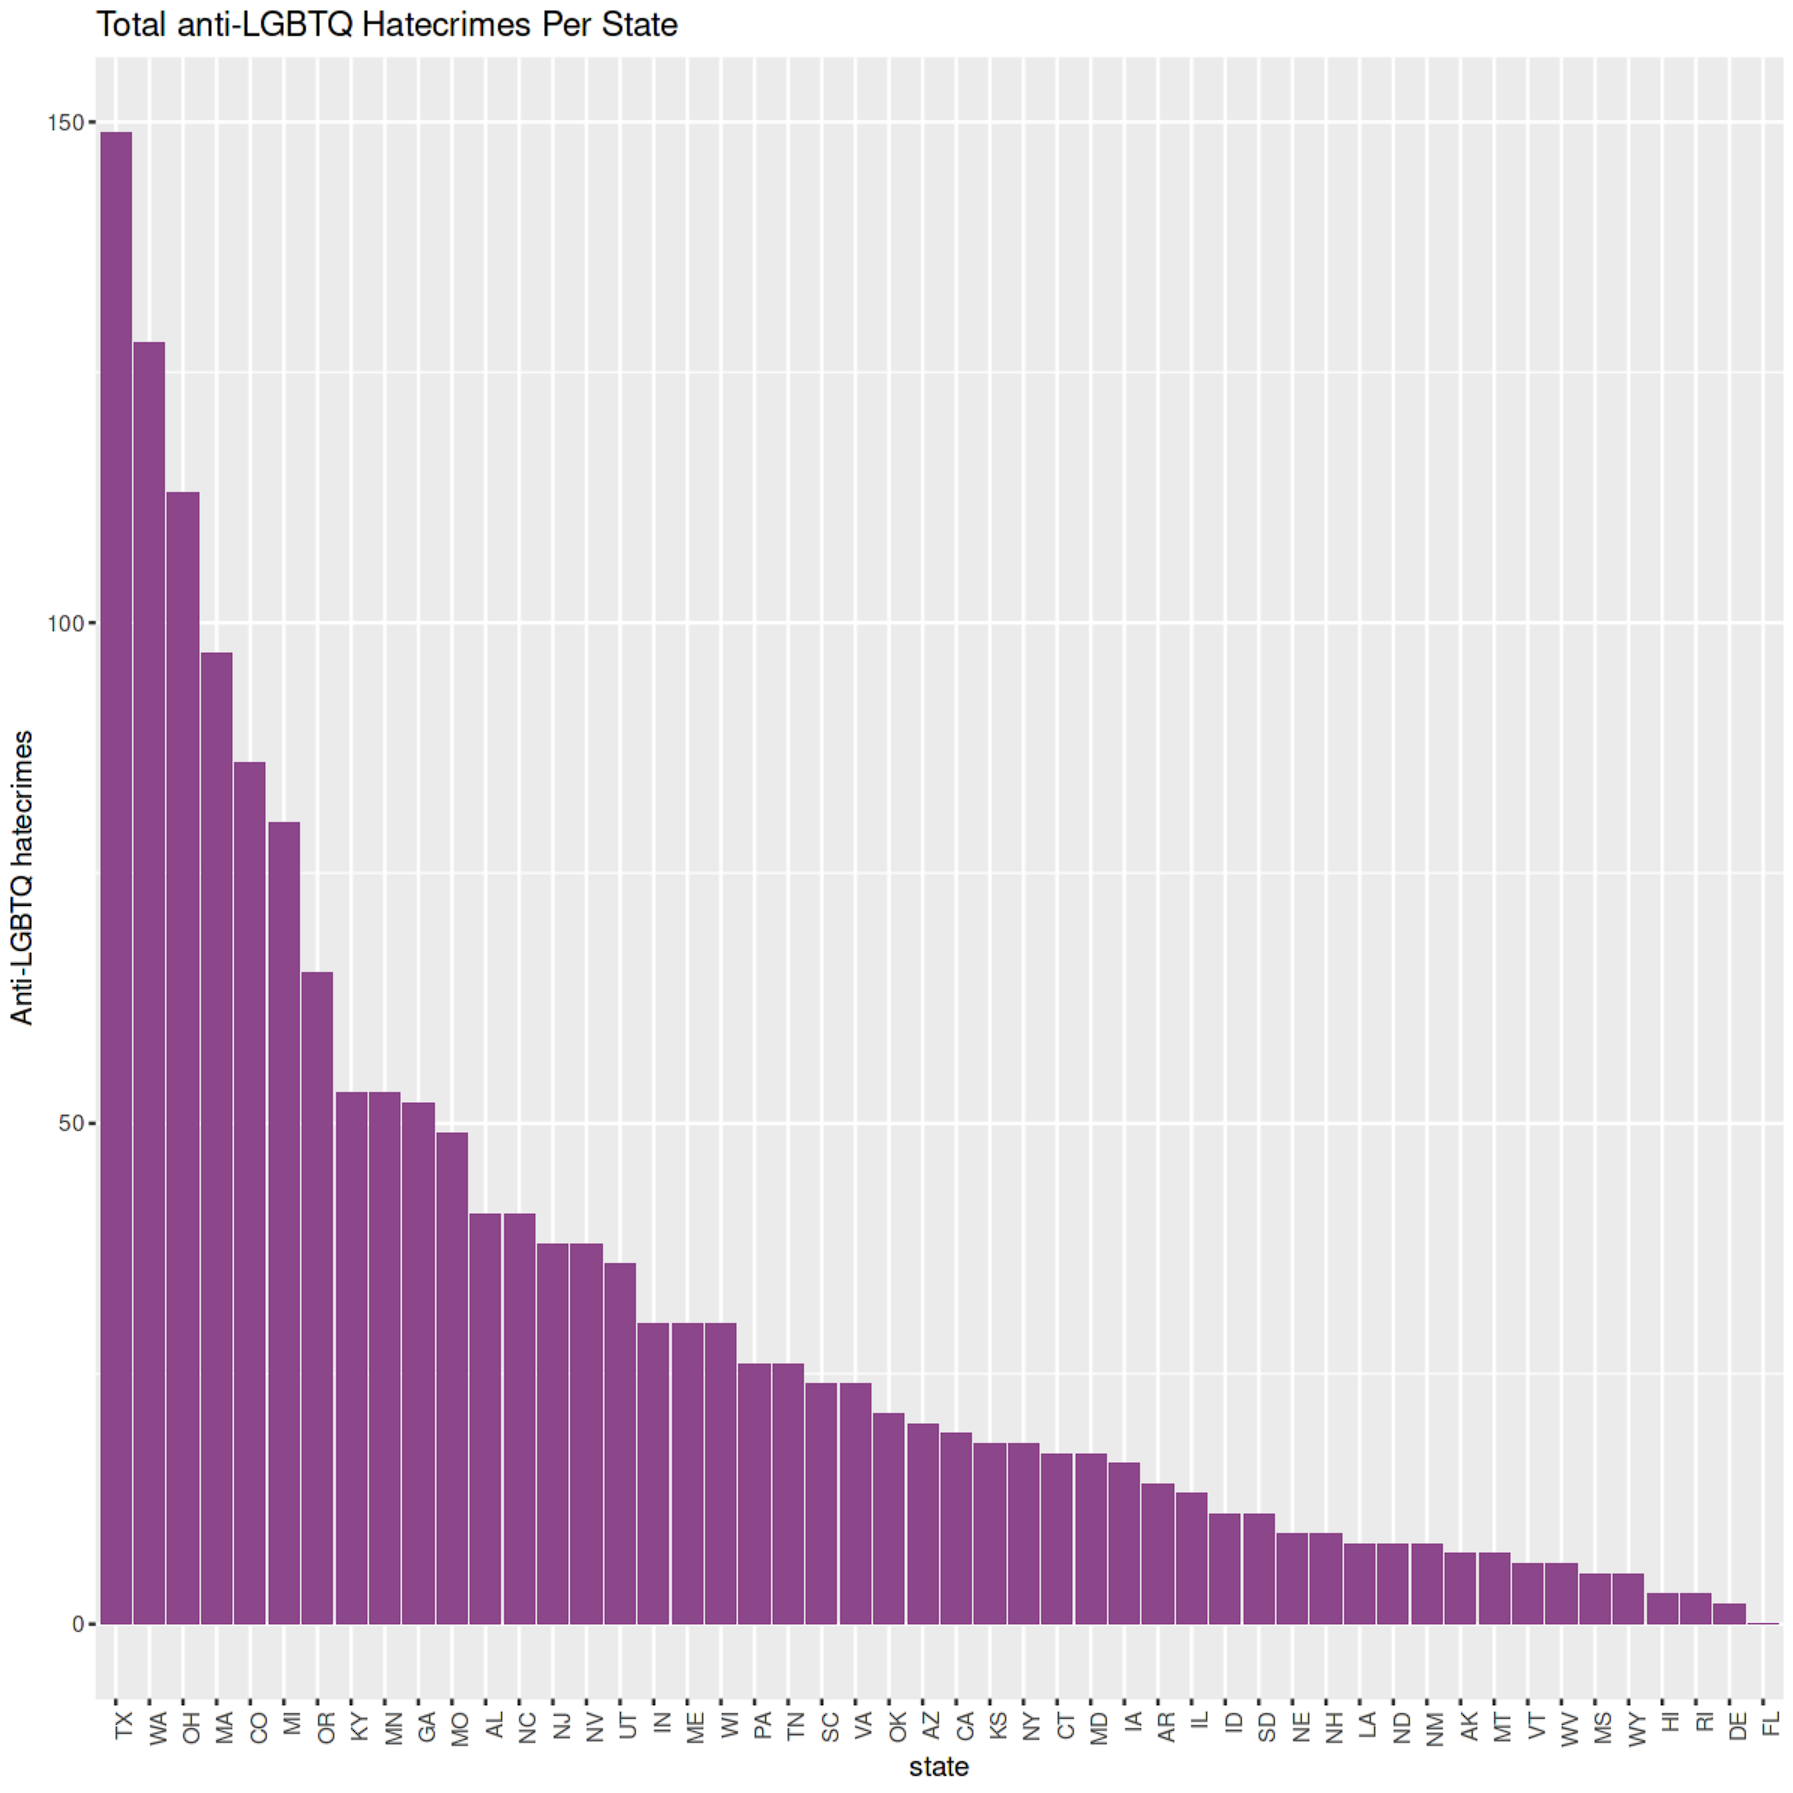 Total anti-LGBTQ Hatecrimes Per State
Anti-LGBTQ hatecrimes
150
100
50
0
TX WA OH MA CO MI OR KY MN GA MO AL NC NJ NV UT IN ME WI PA TN SC VA OK AZ CA KS NY CT MD IA AR IL ID SD NE NH LA ND NM AK MT VT WV MS WY HI RI DE FL
state